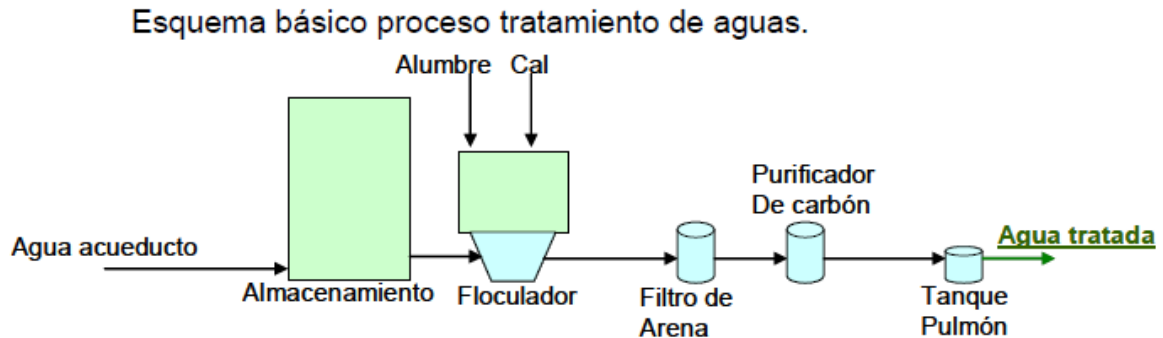 Esquema básico proceso tratamiento de aguas.
Alumbre Cal
Purificador
De carbón
Agua acueducto
Agua tratada
Almacenamiento
Floculador
Filtro de
Arena
Tanque
Pulmón